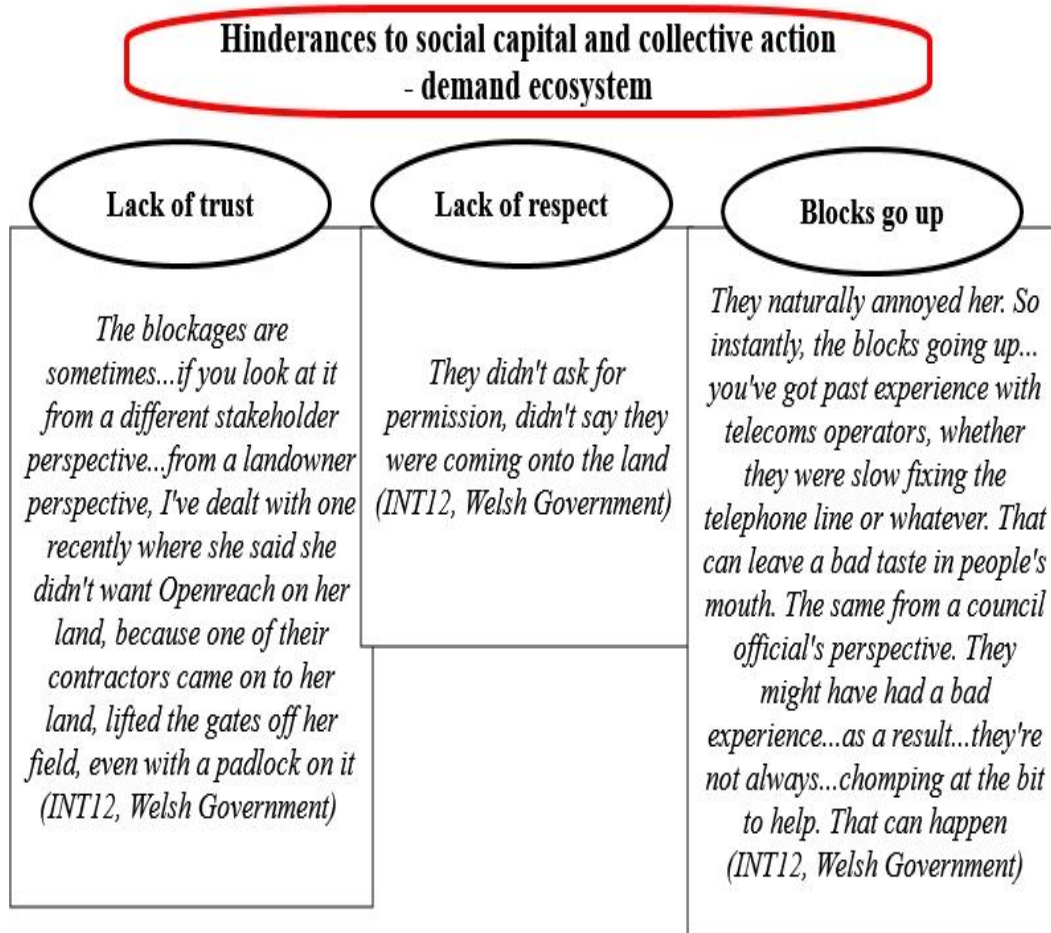 Hinderances to social capital and collective action
- demand ecosystem
Lack of trust
The blockages are
sometimes...if you look at it
from a different stakeholder
perspective...from a landowner
perspective, I've dealt with one
recently where she said she
didn't want Openreach on her
land, because one of their
contractors came on to her
land, lifted the gates off her
field, even with a padlock on it
(INT12, Welsh Government)
Lack of respect
They didn't ask for
permission, didn't say they
were coming onto the land
(INT12, Welsh Government)
Blocks go up
They naturally annoyed her. So
instantly, the blocks going up...
you've got past experience with
telecoms operators, whether
they were slow fixing the
telephone line or whatever. That
can leave a bad taste in people's
mouth. The same from a council
official's perspective. They
might have had a bad
experience...as a result...they're
not always...chomping at the bit
to help. That can happen
(INT12, Welsh Government)